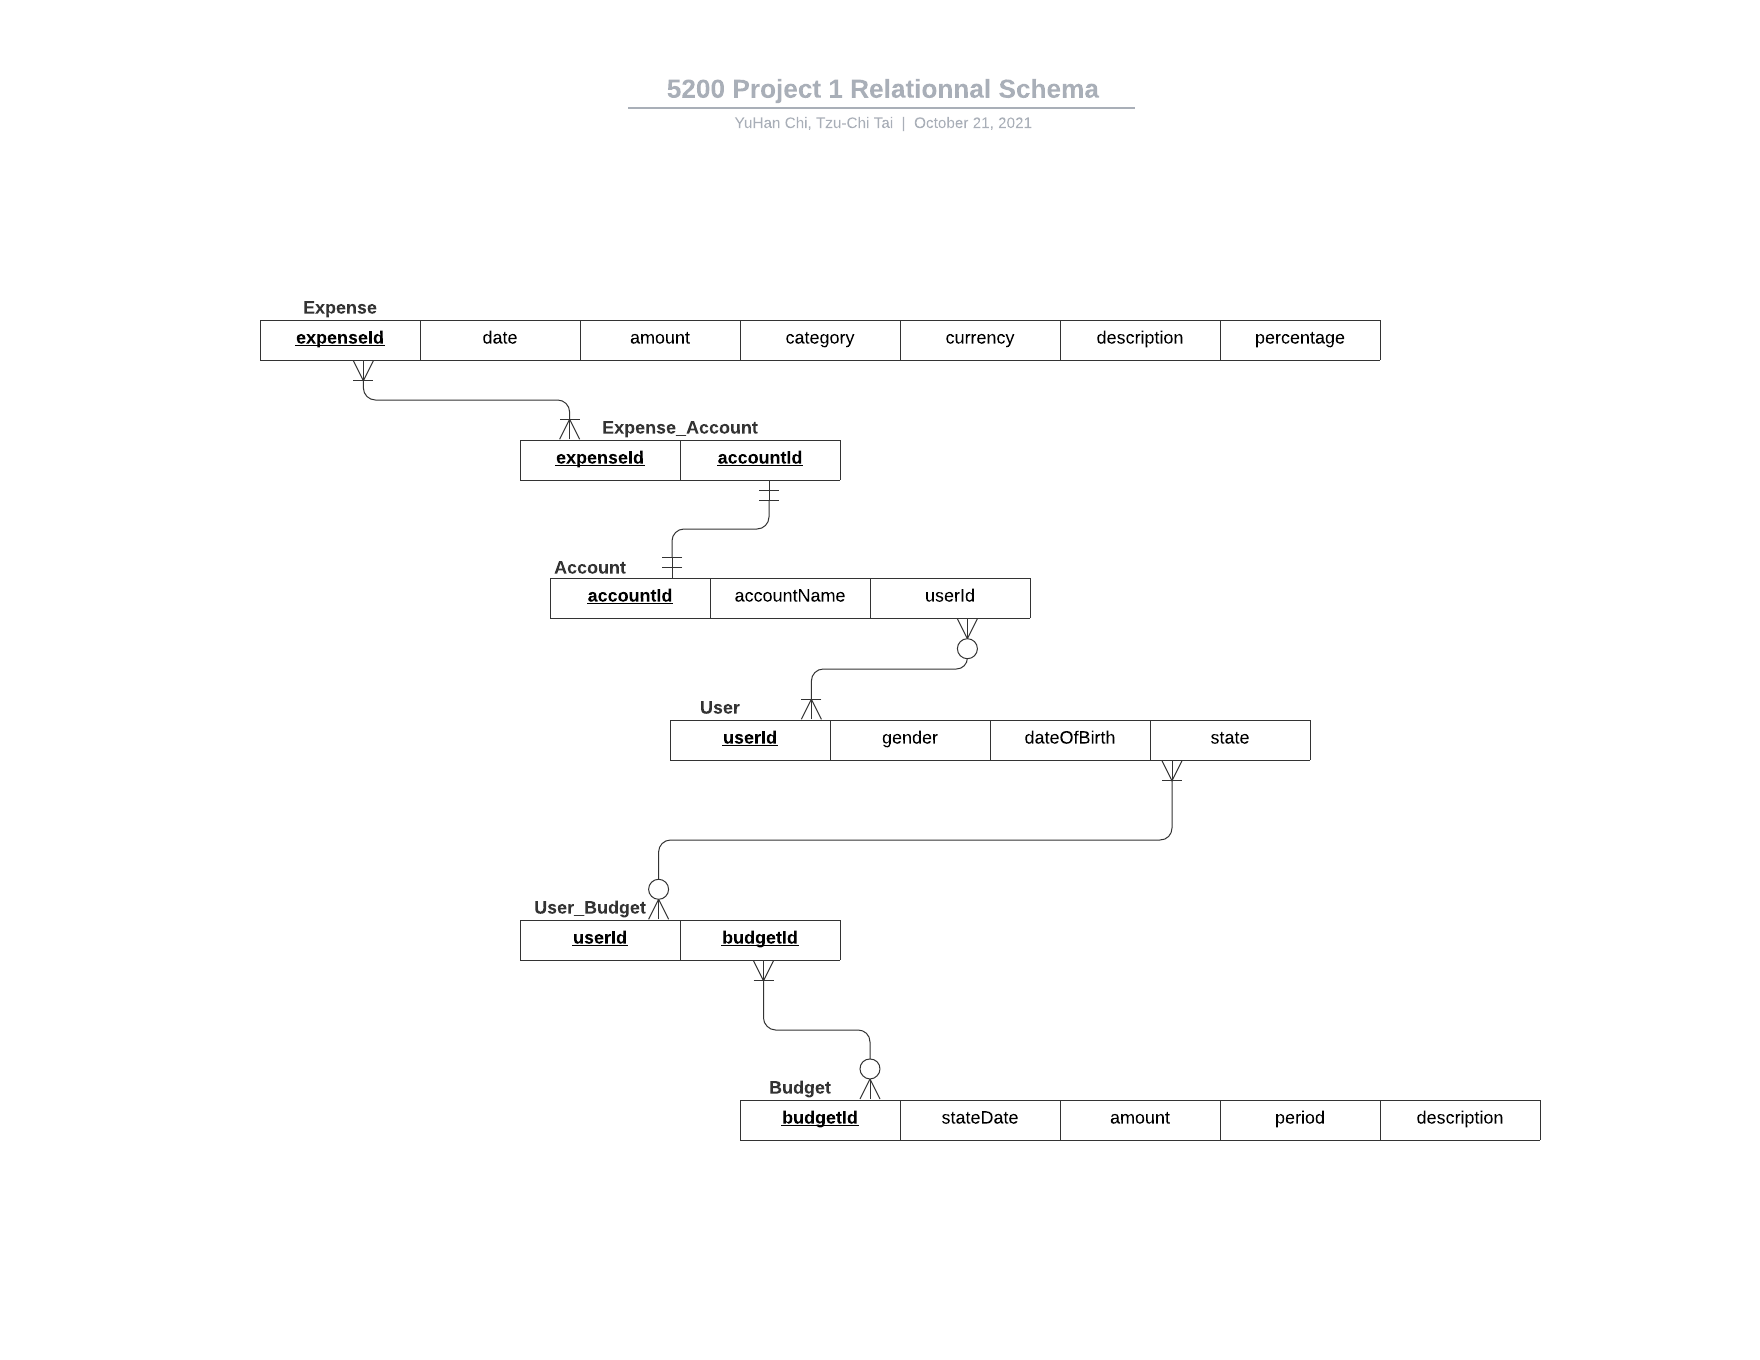 5200 Project 1 Relationnal Schema
YuHan Chi, Tzu-Chi Tai | October 21, 2021
Expense
expenseId date amount category currency description percentage
Expense_Account
expenseId accountId
Account
accountId accountName userId
User
userId gender dateOfBirth state
User_Budget
userId budgetId
Budget
budgetId stateDate amount period description